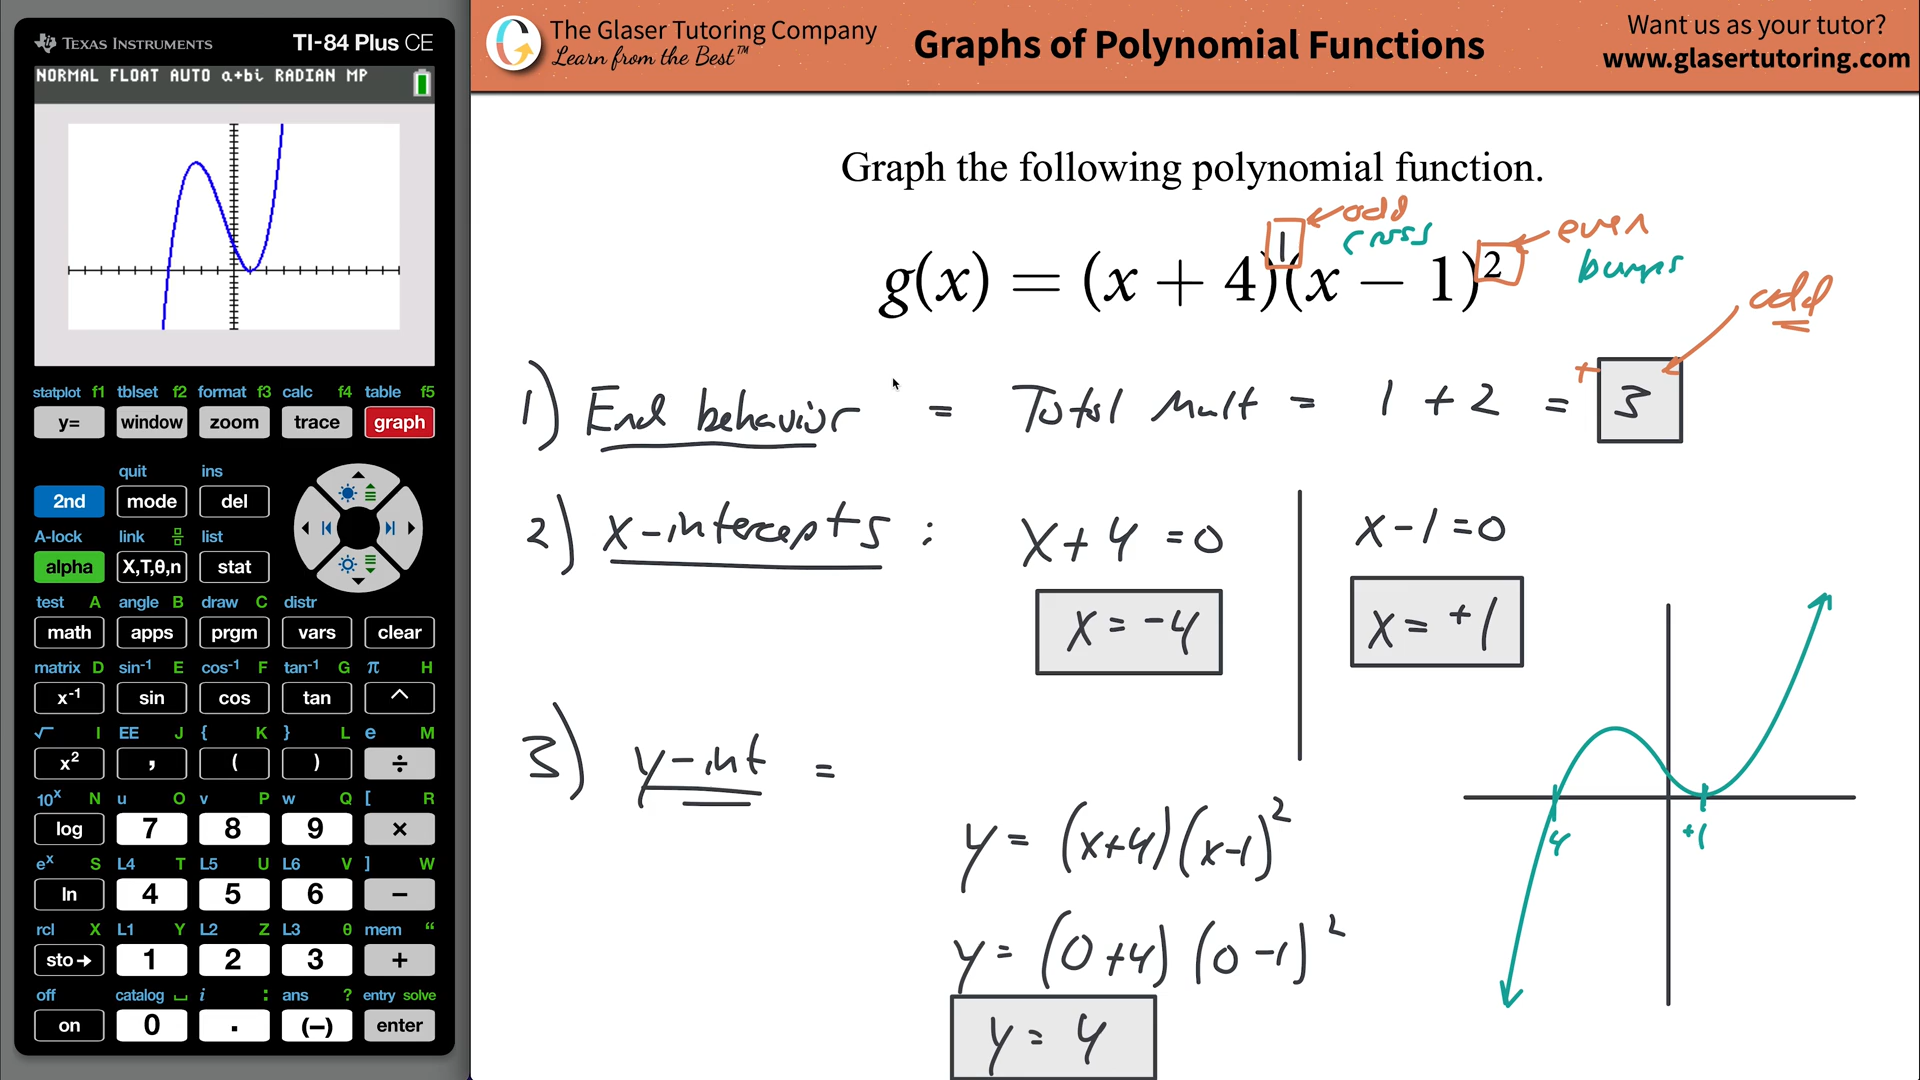 TEXAS INSTRUMENTS TI-84 Plus CE
NORMAL FLOAT AUTO a+bi RADIAN MP
statplot f1 tblset f2 format f3 calc f4 table f5
y= window zoom trace graph
quit ins
2nd mode del
A-lock link list
alpha X,T,θ,n stat
test A angle B draw C distr
math apps prgm vars clear
matrix D sin⁻¹ E cos⁻¹ F tan⁻¹ G π H
x⁻¹ sin cos tan ^
√ I EE J { K } L e M
x² , ( ) ÷
10ˣ N u O v P w Q [ R
log 7 8 9 ×
eˣ S L4 T L5 U L6 V ] W
ln 4 5 6 −
rcl X L1 Y L2 Z L3 θ mem “
sto→ 1 2 3 +
off catalog ⎵ i : ans ? entry solve
on 0 . (–) enter
The Glaser Tutoring Company
Learn from the Best™
Graphs of Polynomial Functions
Want us as your tutor?
www.glasertutoring.com
Graph the following polynomial function.
odd
cross
even
bumps
g(x) = (x + 4)¹(x − 1)²
odd
1) End behavior = Total Mult = 1 + 2 = + 3
2) x-intercepts : x+4 =0 x-1=0
x = -4 x = +1
3) y-int =
y = (x+4)(x-1)²
y = (0+4)(0-1)²
y = 4
4 +1